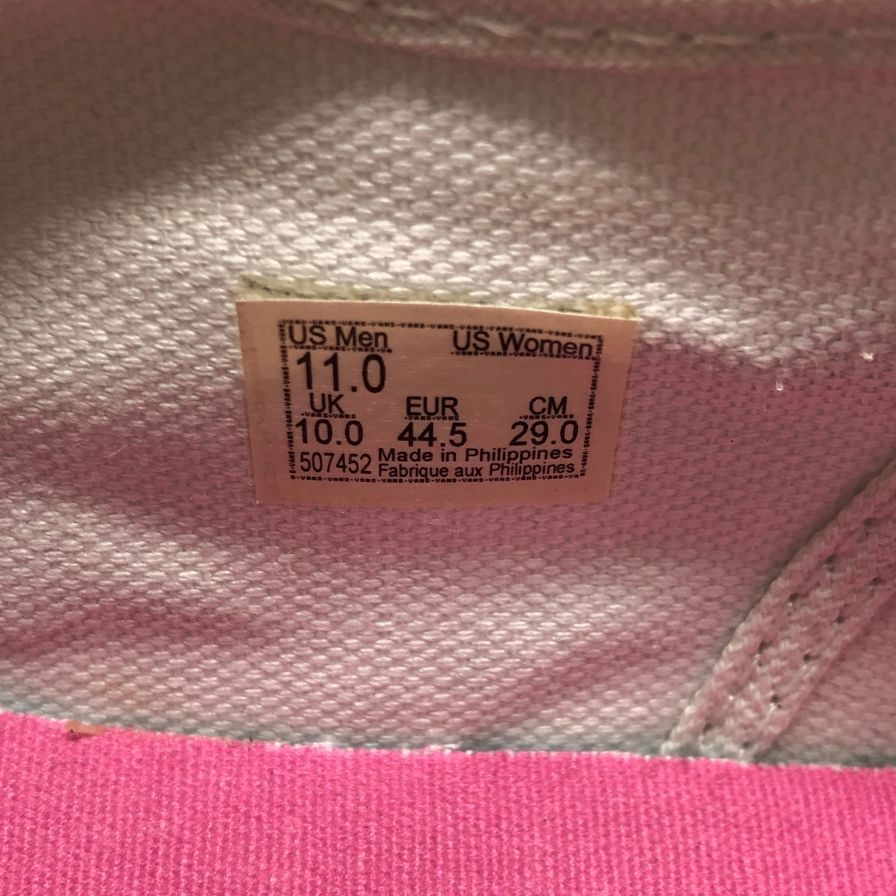 US Men US Women
11.0
UK EUR CM
10.0 44.5 29.0
507452 Made in Philippines
Fabrique aux Philippines